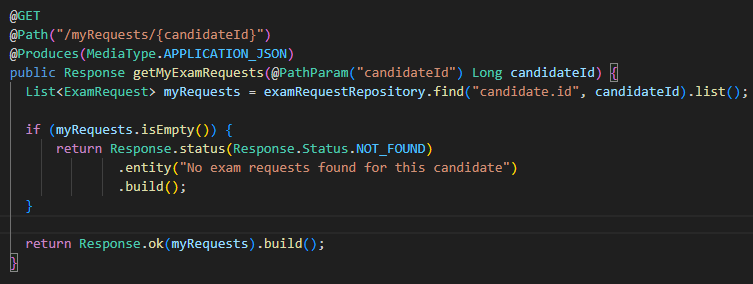 @GET
@Path("/myRequests/{candidateId}")
@Produces(MediaType.APPLICATION_JSON)
public Response getMyExamRequests(@PathParam("candidateId") Long candidateId) {
List<ExamRequest> myRequests = examRequestRepository.find("candidate.id", candidateId).list();
if (myRequests.isEmpty()) {
return Response.status(Response.Status.NOT_FOUND)
.entity("No exam requests found for this candidate")
.build();
}
return Response.ok(myRequests).build();
}